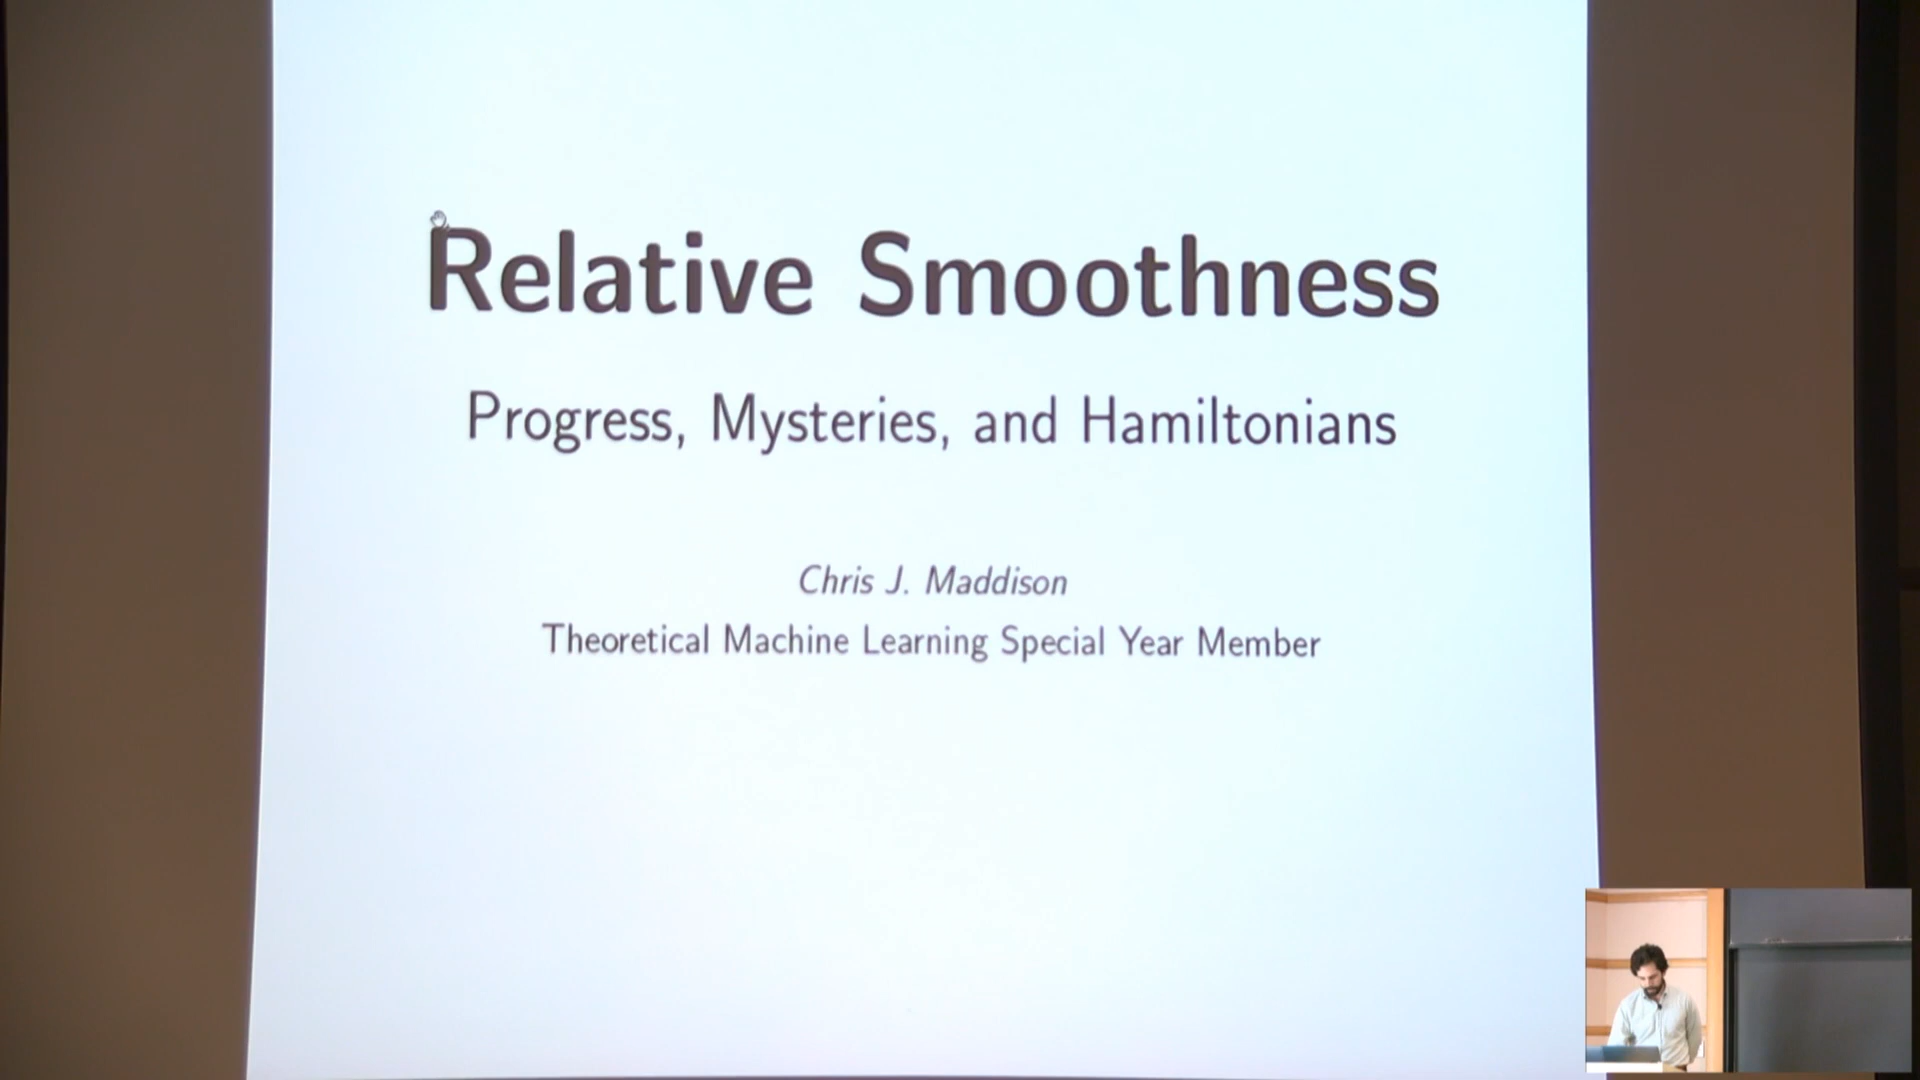 Relative Smoothness
Progress, Mysteries, and Hamiltonians
Chris J. Maddison
Theoretical Machine Learning Special Year Member